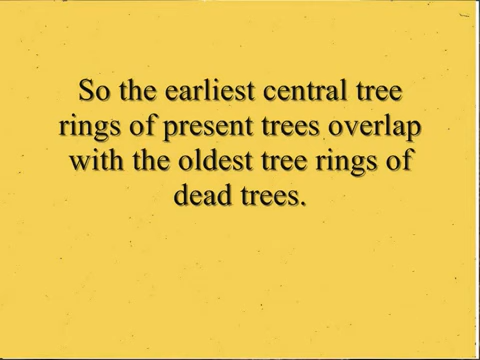 So the earliest central tree
rings of present trees overlap
with the oldest tree rings of
dead trees.